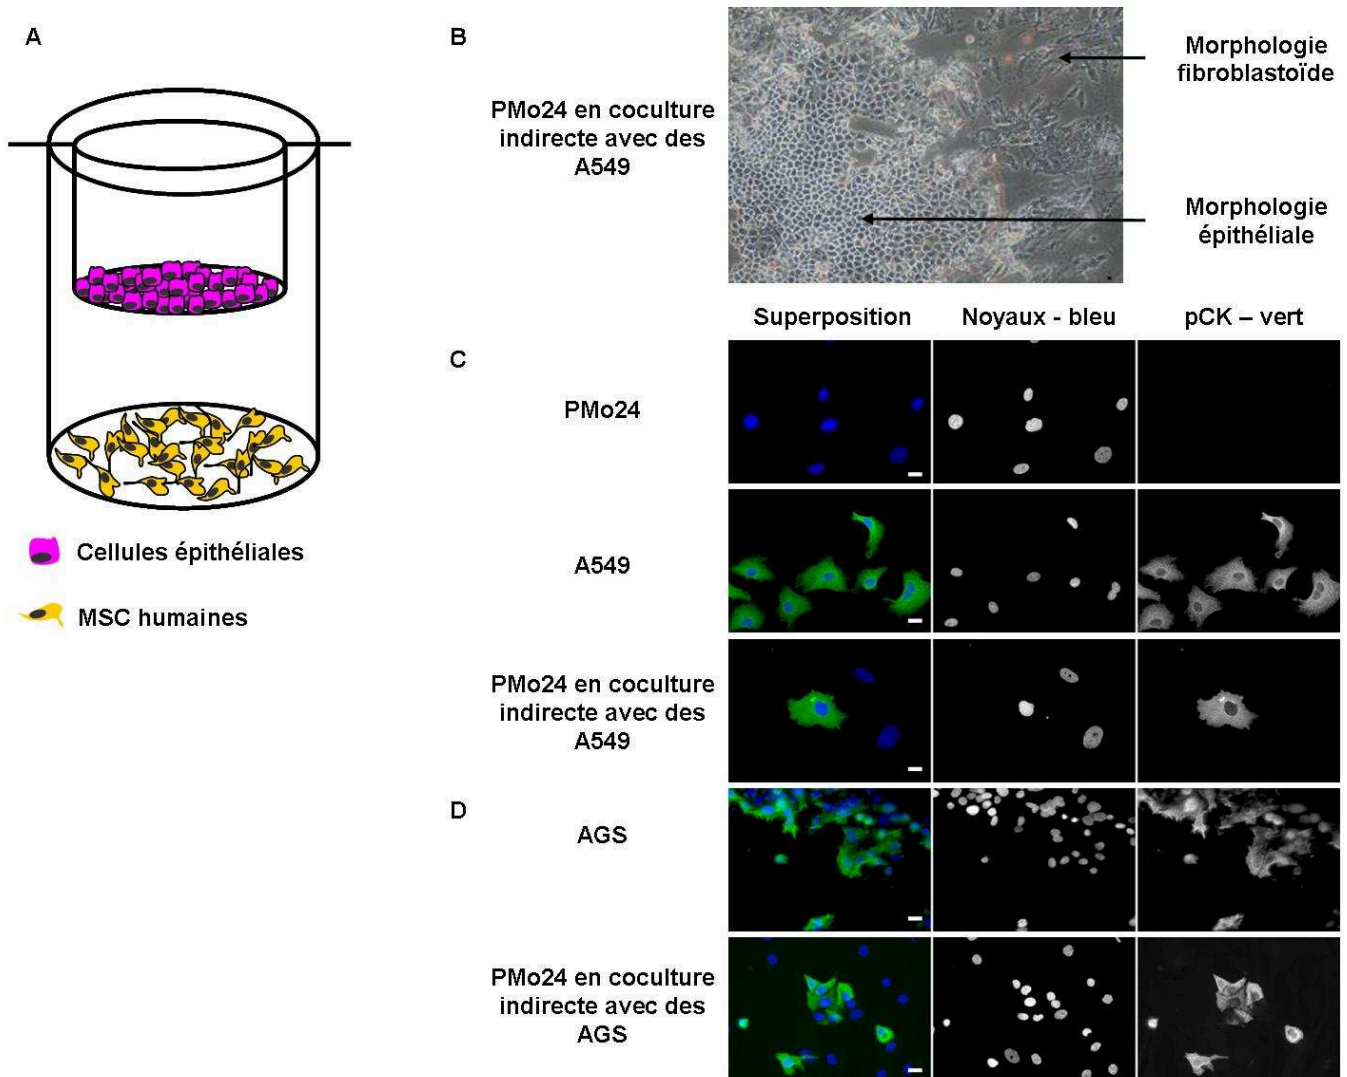 A
Cellules épithéliales
MSC humaines
B
PMo24 en coculture
indirecte avec des
A549
Morphologie
fibroblastoïde
Morphologie
épithéliale
Superposition
Noyaux - bleu
pCK – vert
C
PMo24
A549
PMo24 en coculture
indirecte avec des
A549
D
AGS
PMo24 en coculture
indirecte avec des
AGS